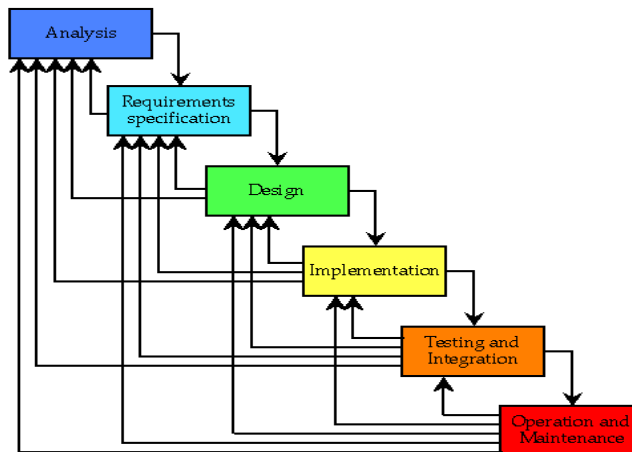 Analysis
Requirements
specification
Design
Implementation
Testing and
Integration
Operation and
Maintenance